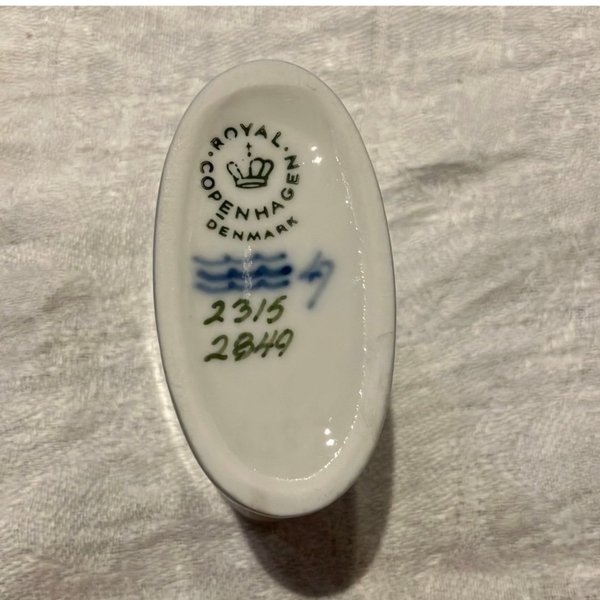 ROYAL
COPENHAGEN
DENMARK
2315
2849